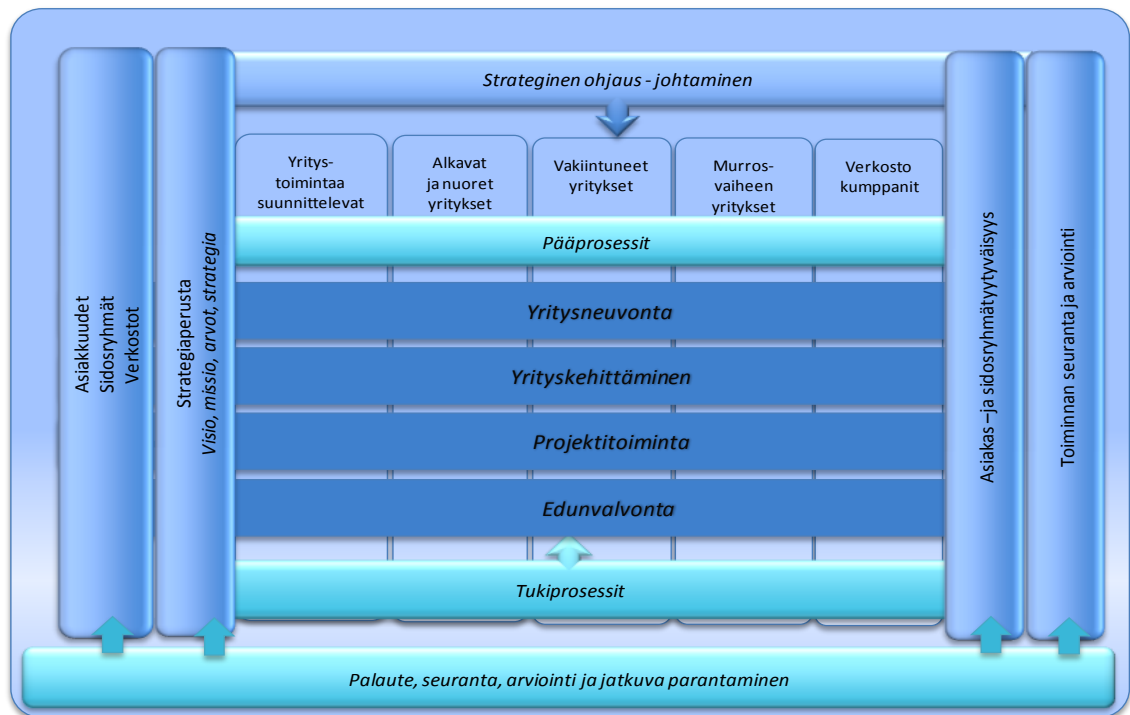 Strateginen ohjaus - johtaminen
Yritys-
toimintaa
suunnittelevat
Alkavat
ja nuoret
yritykset
Vakiintuneet
yritykset
Murros-
vaiheen
yritykset
Verkosto
kumppanit
Pääprosessit
Yritysneuvonta
Yrityskehittäminen
Projektitoiminta
Edunvalvonta
Tukiprosessit
Asiakkuudet
Sidosryhmät
Verkostot
Strategiaperusta
Visio, missio, arvot, strategia
Asiakas –ja sidosryhmätyytyväisyys
Toiminnan seuranta ja arviointi
Palaute, seuranta, arviointi ja jatkuva parantaminen